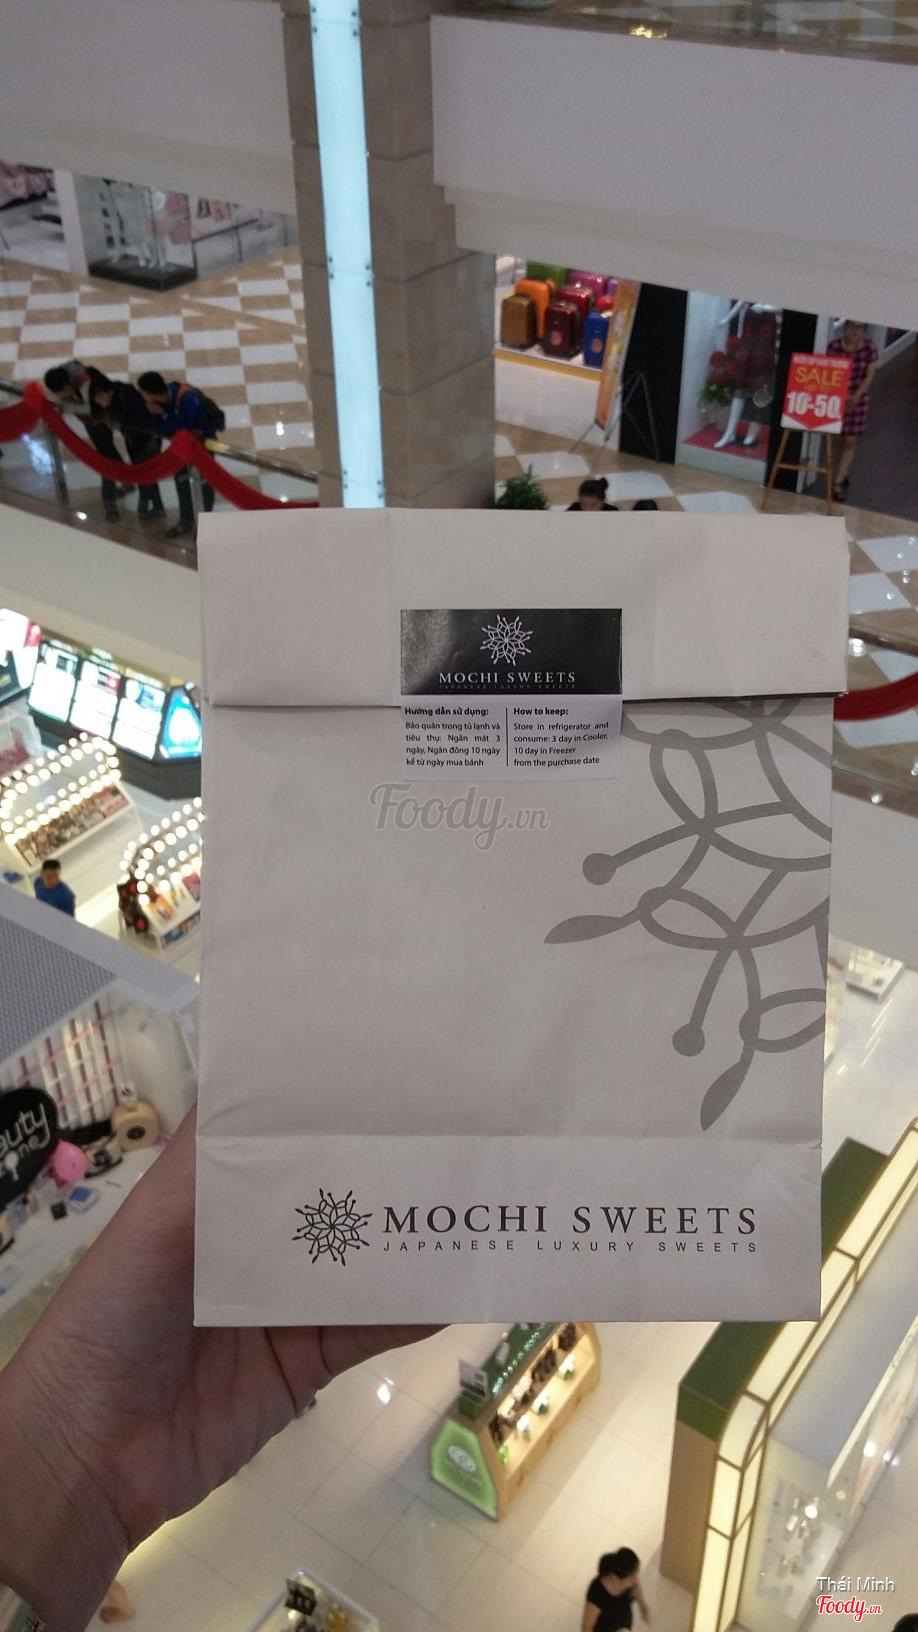 SALE
10-50
MOCHI SWEETS
JAPANESE LUXURY SWEETS
Hướng dẫn sử dụng:
Bảo quản trong tủ lạnh và
tiêu thụ: Ngăn mát 3
ngày, Ngăn đông 10 ngày
kể từ ngày mua bánh
How to keep:
Store in refrigerator and
consume: 3 day in Cooler,
10 day in Freezer
from the purchase date
Foody.vn
MOCHI SWEETS
JAPANESE LUXURY SWEETS
Thái Minh
Foody.vn